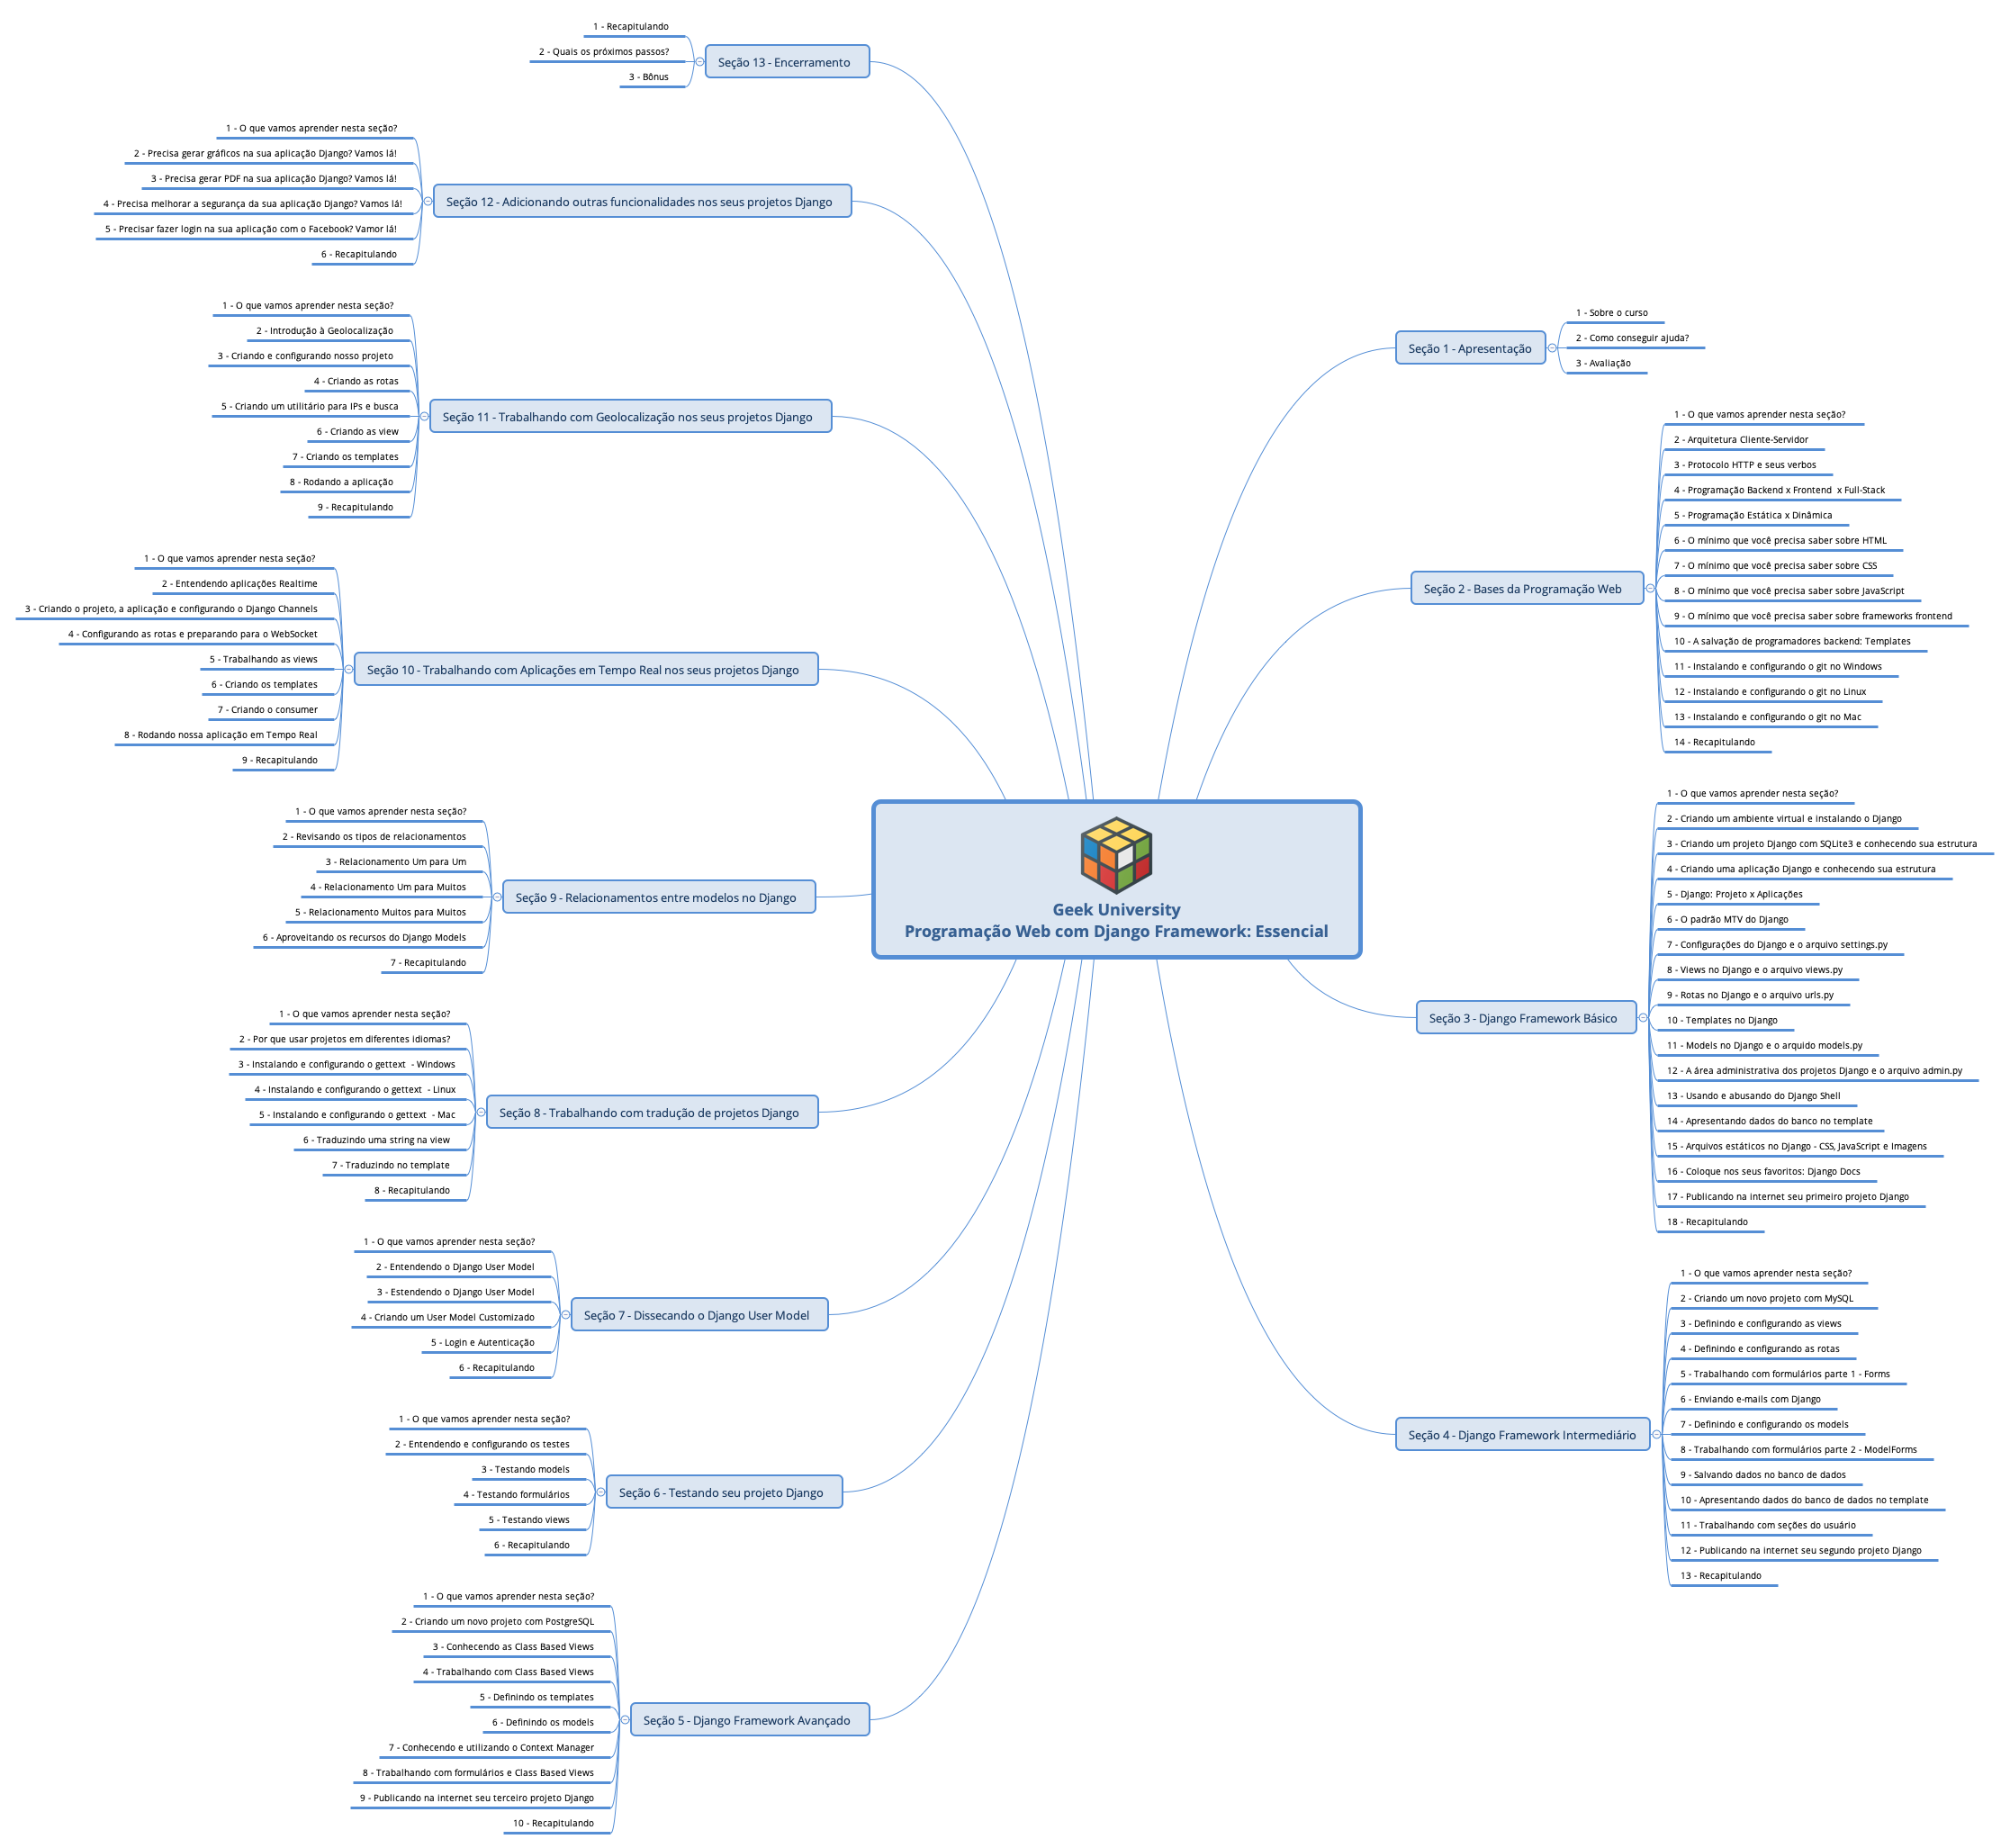 Geek University
Programação Web com Django Framework: Essencial
Seção 1 - Apresentação
1 - Sobre o curso
2 - Como conseguir ajuda?
3 - Avaliação
Seção 2 - Bases da Programação Web
1 - O que vamos aprender nesta seção?
2 - Arquitetura Cliente-Servidor
3 - Protocolo HTTP e seus verbos
4 - Programação Backend x Frontend  x Full-Stack
5 - Programação Estática x Dinâmica
6 - O mínimo que você precisa saber sobre HTML
7 - O mínimo que você precisa saber sobre CSS
8 - O mínimo que você precisa saber sobre JavaScript
9 - O mínimo que você precisa saber sobre frameworks frontend
10 - A salvação de programadores backend: Templates
11 - Instalando e configurando o git no Windows
12 - Instalando e configurando o git no Linux
13 - Instalando e configurando o git no Mac
14 - Recapitulando
Seção 3 - Django Framework Básico
1 - O que vamos aprender nesta seção?
2 - Criando um ambiente virtual e instalando o Django
3 - Criando um projeto Django com SQLite3 e conhecendo sua estrutura
4 - Criando uma aplicação Django e conhecendo sua estrutura
5 - Django: Projeto x Aplicações
6 - O padrão MTV do Django
7 - Configurações do Django e o arquivo settings.py
8 - Views no Django e o arquivo views.py
9 - Rotas no Django e o arquivo urls.py
10 - Templates no Django
11 - Models no Django e o arquido models.py
12 - A área administrativa dos projetos Django e o arquivo admin.py
13 - Usando e abusando do Django Shell
14 - Apresentando dados do banco no template
15 - Arquivos estáticos no Django - CSS, JavaScript e Imagens
16 - Coloque nos seus favoritos: Django Docs
17 - Publicando na internet seu primeiro projeto Django
18 - Recapitulando
Seção 4 - Django Framework Intermediário
1 - O que vamos aprender nesta seção?
2 - Criando um novo projeto com MySQL
3 - Definindo e configurando as views
4 - Definindo e configurando as rotas
5 - Trabalhando com formulários parte 1 - Forms
6 - Enviando e-mails com Django
7 - Definindo e configurando os models
8 - Trabalhando com formulários parte 2 - ModelForms
9 - Salvando dados no banco de dados
10 - Apresentando dados do banco de dados no template
11 - Trabalhando com seções do usuário
12 - Publicando na internet seu segundo projeto Django
13 - Recapitulando
Seção 5 - Django Framework Avançado
1 - O que vamos aprender nesta seção?
2 - Criando um novo projeto com PostgreSQL
3 - Conhecendo as Class Based Views
4 - Trabalhando com Class Based Views
5 - Definindo os templates
6 - Definindo os models
7 - Conhecendo e utilizando o Context Manager
8 - Trabalhando com formulários e Class Based Views
9 - Publicando na internet seu terceiro projeto Django
10 - Recapitulando
Seção 6 - Testando seu projeto Django
1 - O que vamos aprender nesta seção?
2 - Entendendo e configurando os testes
3 - Testando models
4 - Testando formulários
5 - Testando views
6 - Recapitulando
Seção 7 - Dissecando o Django User Model
1 - O que vamos aprender nesta seção?
2 - Entendendo o Django User Model
3 - Estendendo o Django User Model
4 - Criando um User Model Customizado
5 - Login e Autenticação
6 - Recapitulando
Seção 8 - Trabalhando com tradução de projetos Django
1 - O que vamos aprender nesta seção?
2 - Por que usar projetos em diferentes idiomas?
3 - Instalando e configurando o gettext  - Windows
4 - Instalando e configurando o gettext  - Linux
5 - Instalando e configurando o gettext  - Mac
6 - Traduzindo uma string na view
7 - Traduzindo no template
8 - Recapitulando
Seção 9 - Relacionamentos entre modelos no Django
1 - O que vamos aprender nesta seção?
2 - Revisando os tipos de relacionamentos
3 - Relacionamento Um para Um
4 - Relacionamento Um para Muitos
5 - Relacionamento Muitos para Muitos
6 - Aproveitando os recursos do Django Models
7 - Recapitulando
Seção 10 - Trabalhando com Aplicações em Tempo Real nos seus projetos Django
1 - O que vamos aprender nesta seção?
2 - Entendendo aplicações Realtime
3 - Criando o projeto, a aplicação e configurando o Django Channels
4 - Configurando as rotas e preparando para o WebSocket
5 - Trabalhando as views
6 - Criando os templates
7 - Criando o consumer
8 - Rodando nossa aplicação em Tempo Real
9 - Recapitulando
Seção 11 - Trabalhando com Geolocalização nos seus projetos Django
1 - O que vamos aprender nesta seção?
2 - Introdução à Geolocalização
3 - Criando e configurando nosso projeto
4 - Criando as rotas
5 - Criando um utilitário para IPs e busca
6 - Criando as view
7 - Criando os templates
8 - Rodando a aplicação
9 - Recapitulando
Seção 12 - Adicionando outras funcionalidades nos seus projetos Django
1 - O que vamos aprender nesta seção?
2 - Precisa gerar gráficos na sua aplicação Django? Vamos lá!
3 - Precisa gerar PDF na sua aplicação Django? Vamos lá!
4 - Precisa melhorar a segurança da sua aplicação Django? Vamos lá!
5 - Precisar fazer login na sua aplicação com o Facebook? Vamor lá!
6 - Recapitulando
Seção 13 - Encerramento
1 - Recapitulando
2 - Quais os próximos passos?
3 - Bônus